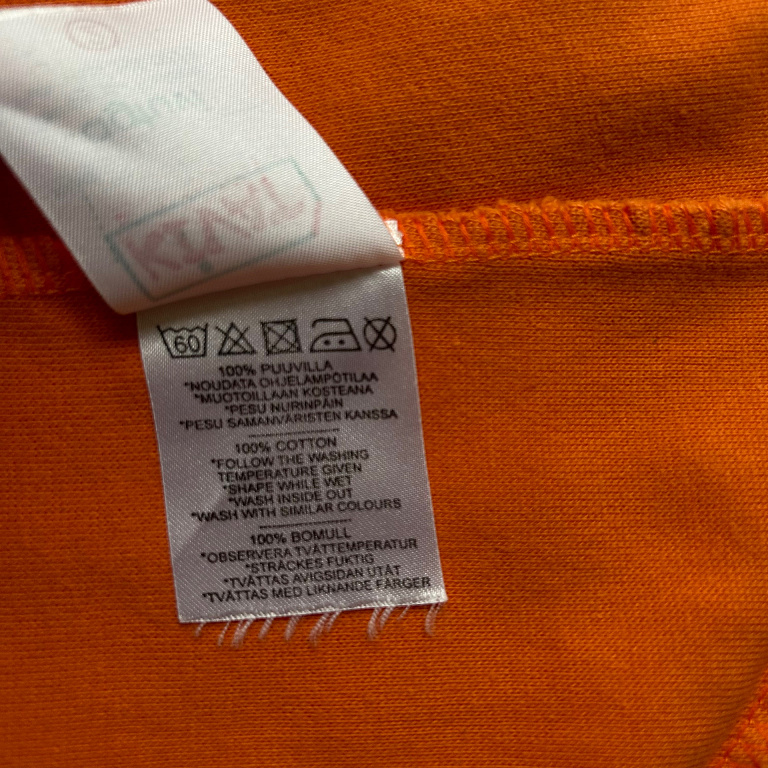 60
100% PUUVILLA
*NOUDATA OHJELÄMPÖTILAA
*MUOTOILLAAN KOSTEANA
*PESU NURINPÄIN
*PESU SAMANVÄRISTEN KANSSA
100% COTTON
*FOLLOW THE WASHING
TEMPERATURE GIVEN
*SHAPE WHILE WET
*WASH INSIDE OUT
*WASH WITH SIMILAR COLOURS
100% BOMULL
*OBSERVERA TVÄTTEMPERATUR
*STRÄCKES FUKTIG
*TVÄTTAS AVIGSIDAN UTÅT
*TVÄTTAS MED LIKNANDE FÄRGER